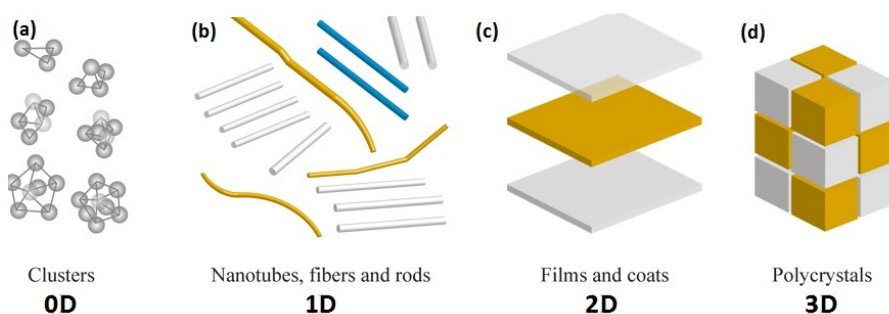 (a)
(b)
(c)
(d)
Clusters
0D
Nanotubes, fibers and rods
1D
Films and coats
2D
Polycrystals
3D